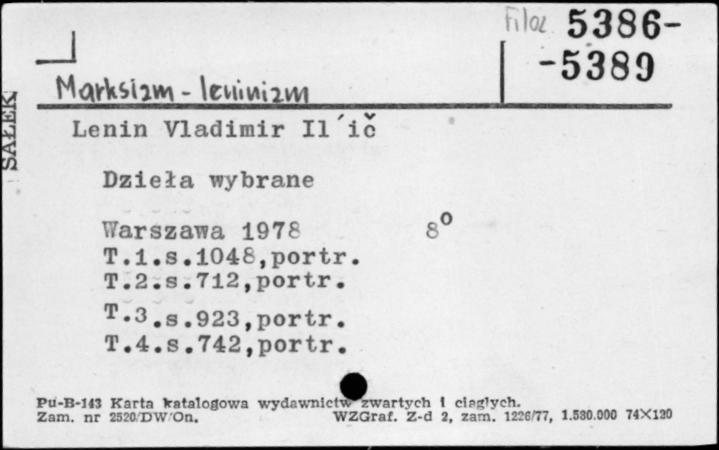 Filoz 5386-
-5389
Marksizm - leninizm
SAŁEK
Lenin Vladimir Il´ič
Dzieła wybrane
Warszawa 1978 8°
T.1.s.1048,portr.
T.2.s.712,portr.
T.3.s.923,portr.
T.4.s.742,portr.
Pu-B-143 Karta katalogowa wydawnictw zwartych i ciągłych.
Zam. nr 2520/DW/On. WZGraf. Z-d 2, zam. 1226/77, 1.580.000 74X120